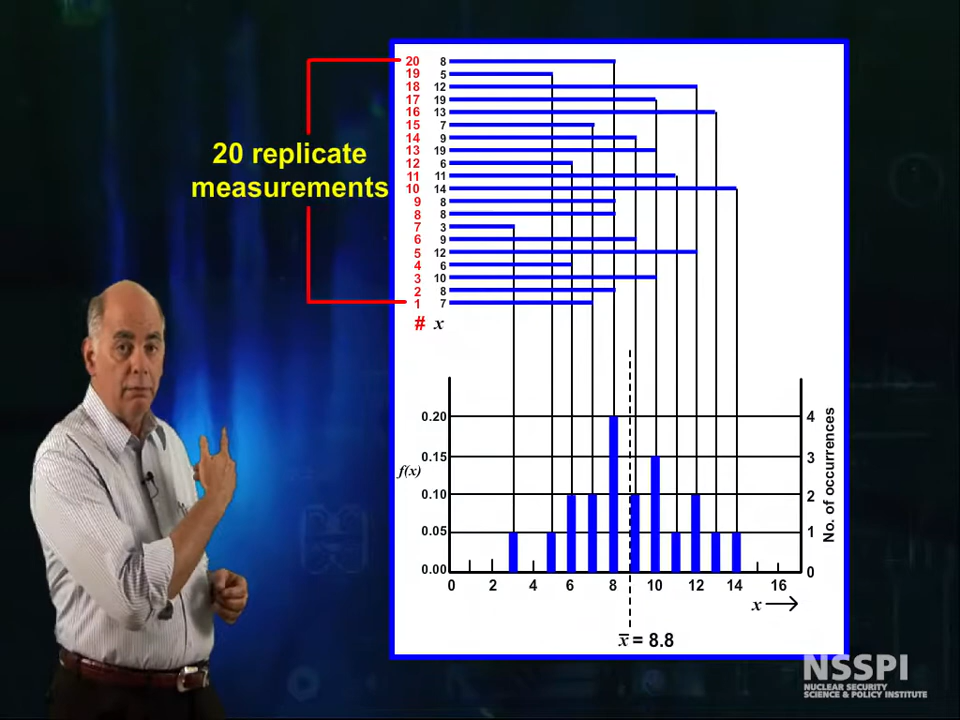 20 8
19 5
18 12
17 19
16 13
15 7
14 9
13 19
12 6
11 11
10 14
9 8
8 8
7 3
6 9
5 12
4 6
3 10
2 8
1 7
# x
20 replicate
measurements
0.20
0.15
0.10
0.05
0.00
f(x)
4
3
2
1
0
No. of occurrences
0 2 4 6 8 10 12 14 16
x →
x̅ = 8.8
NSSPI
NUCLEAR SECURITY
SCIENCE & POLICY INSTITUTE